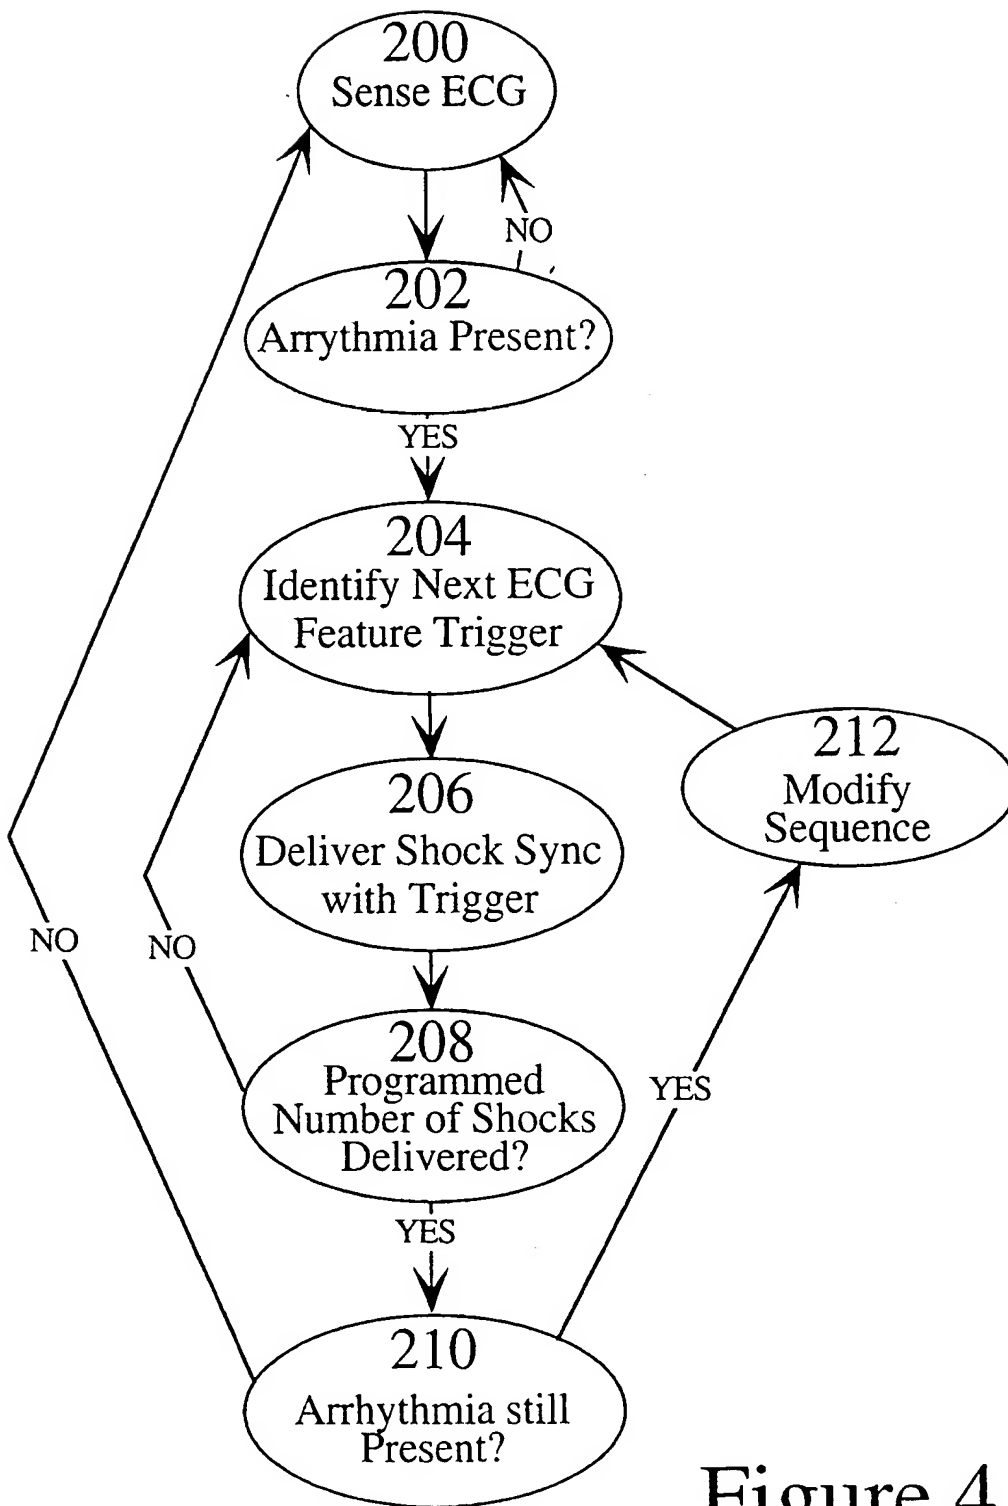 200
Sense ECG
NO
202
Arrythmia Present?
YES
204
Identify Next ECG
Feature Trigger
212
Modify
Sequence
206
Deliver Shock Sync
with Trigger
NO
NO
208
Programmed
Number of Shocks
Delivered?
YES
YES
210
Arrhythmia still
Present?
Figure 4